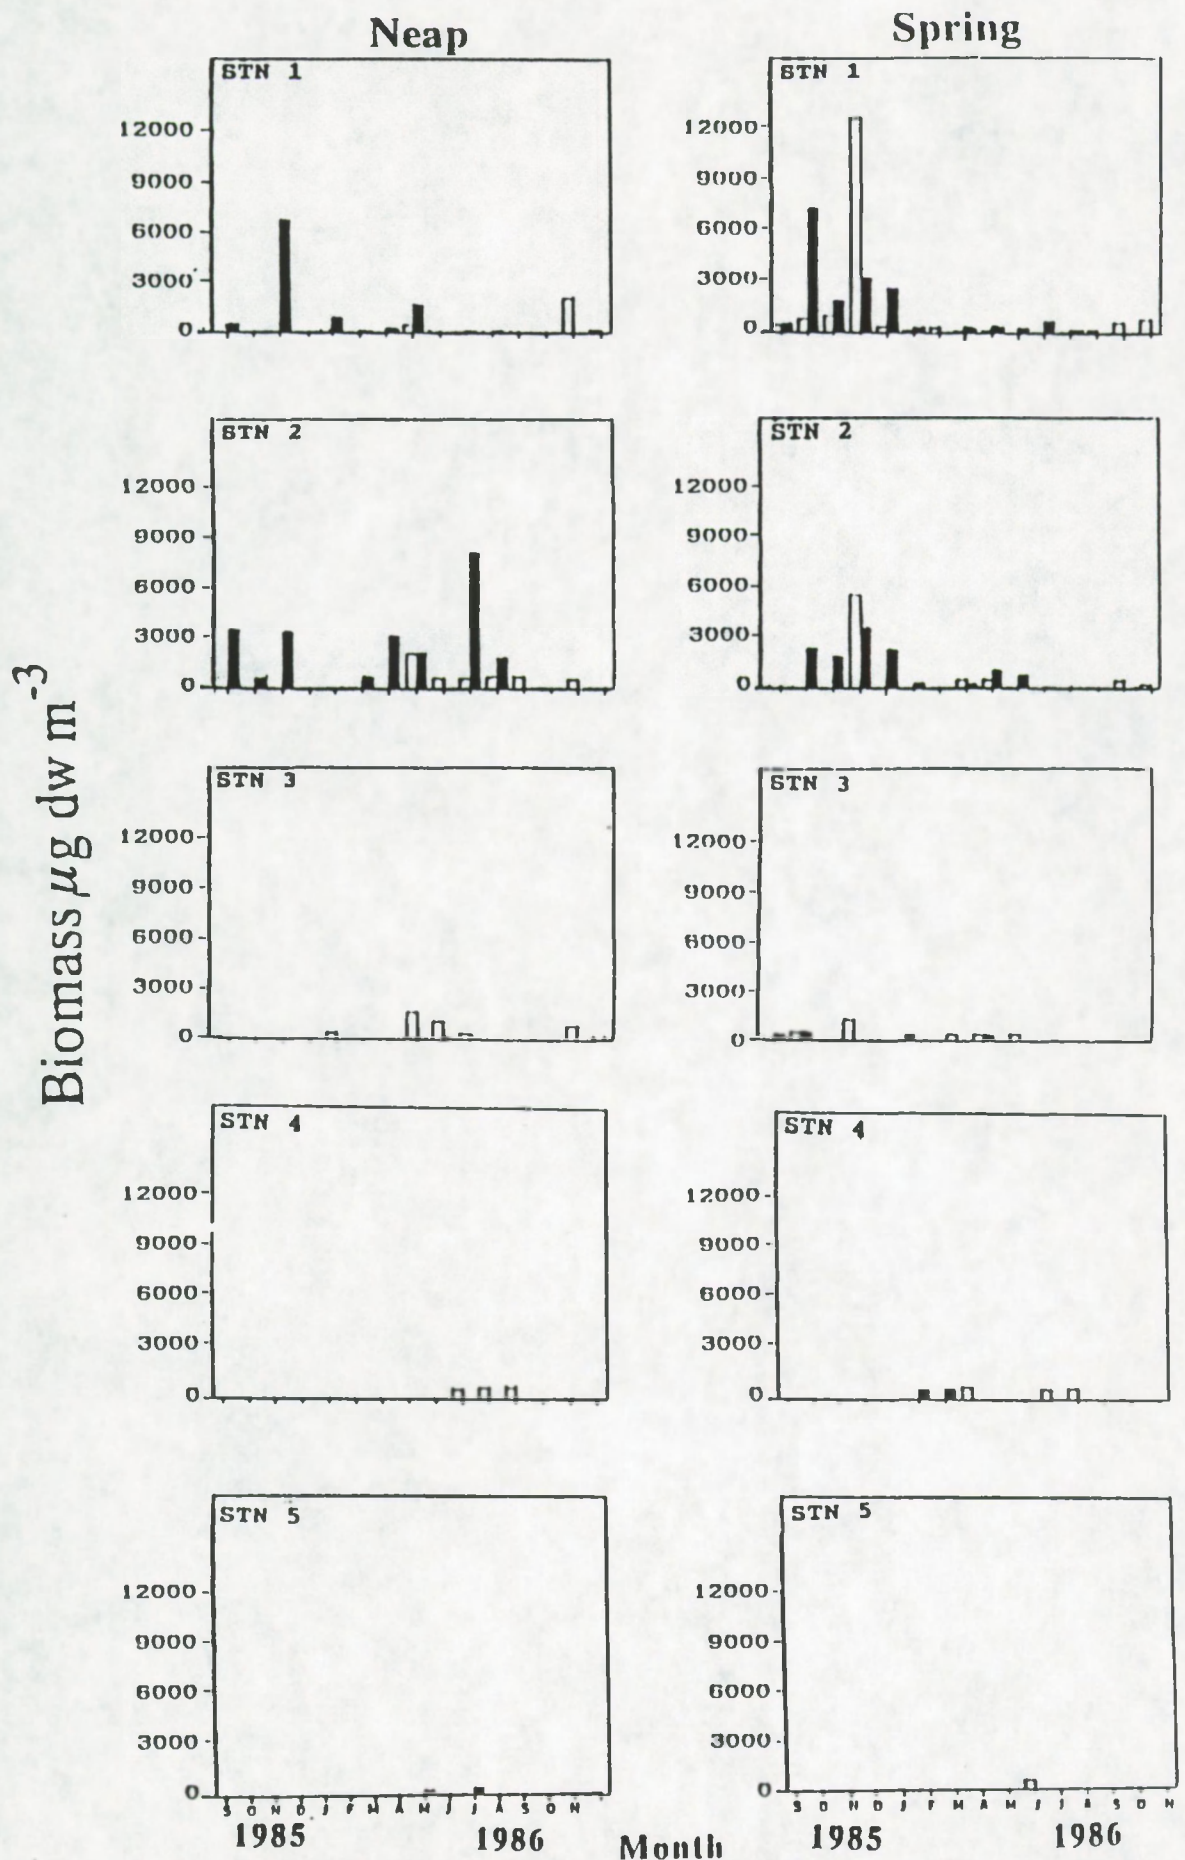 Neap Spring
STN 1 STN 1
12000 12000
9000 9000
6000 6000
3000 3000
0 0
STN 2 STN 2
12000 12000
9000 9000
6000 6000
3000 3000
0 0
Biomass µg dw m-3
STN 3 STN 3
12000 12000
9000 9000
6000 6000
3000 3000
0 0
STN 4 STN 4
12000 12000
9000 9000
6000 6000
3000 3000
0 0
STN 5 STN 5
12000 12000
9000 9000
6000 6000
3000 3000
0 0
S O N D J F M A M J J A S O N S O N D J F M A M J J A S O N
1985 1986 Month 1985 1986